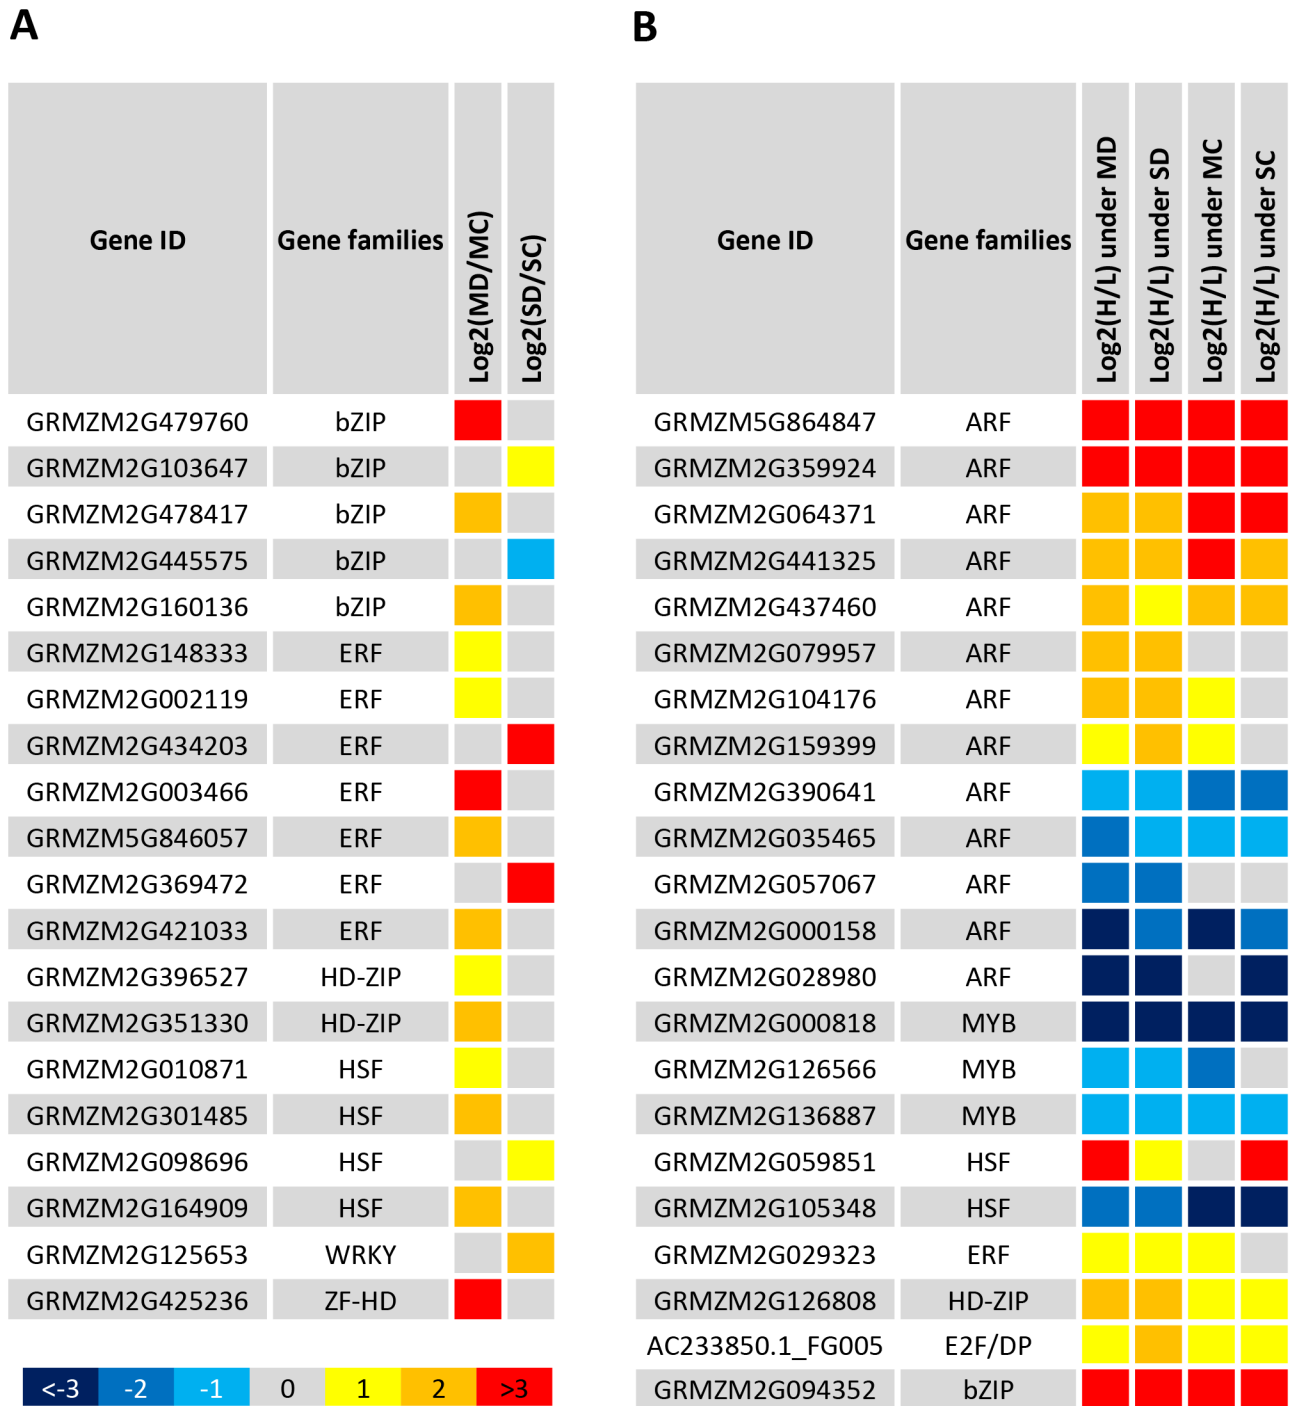 A
Gene ID Gene families Log2(MD/MC) Log2(SD/SC)
GRMZM2G479760 bZIP
GRMZM2G103647 bZIP
GRMZM2G478417 bZIP
GRMZM2G445575 bZIP
GRMZM2G160136 bZIP
GRMZM2G148333 ERF
GRMZM2G002119 ERF
GRMZM2G434203 ERF
GRMZM2G003466 ERF
GRMZM5G846057 ERF
GRMZM2G369472 ERF
GRMZM2G421033 ERF
GRMZM2G396527 HD-ZIP
GRMZM2G351330 HD-ZIP
GRMZM2G010871 HSF
GRMZM2G301485 HSF
GRMZM2G098696 HSF
GRMZM2G164909 HSF
GRMZM2G125653 WRKY
GRMZM2G425236 ZF-HD
<-3 -2 -1 0 1 2 >3
B
Gene ID Gene families Log2(H/L) under MD Log2(H/L) under SD Log2(H/L) under MC Log2(H/L) under SC
GRMZM5G864847 ARF
GRMZM2G359924 ARF
GRMZM2G064371 ARF
GRMZM2G441325 ARF
GRMZM2G437460 ARF
GRMZM2G079957 ARF
GRMZM2G104176 ARF
GRMZM2G159399 ARF
GRMZM2G390641 ARF
GRMZM2G035465 ARF
GRMZM2G057067 ARF
GRMZM2G000158 ARF
GRMZM2G028980 ARF
GRMZM2G000818 MYB
GRMZM2G126566 MYB
GRMZM2G136887 MYB
GRMZM2G059851 HSF
GRMZM2G105348 HSF
GRMZM2G029323 ERF
GRMZM2G126808 HD-ZIP
AC233850.1_FG005 E2F/DP
GRMZM2G094352 bZIP